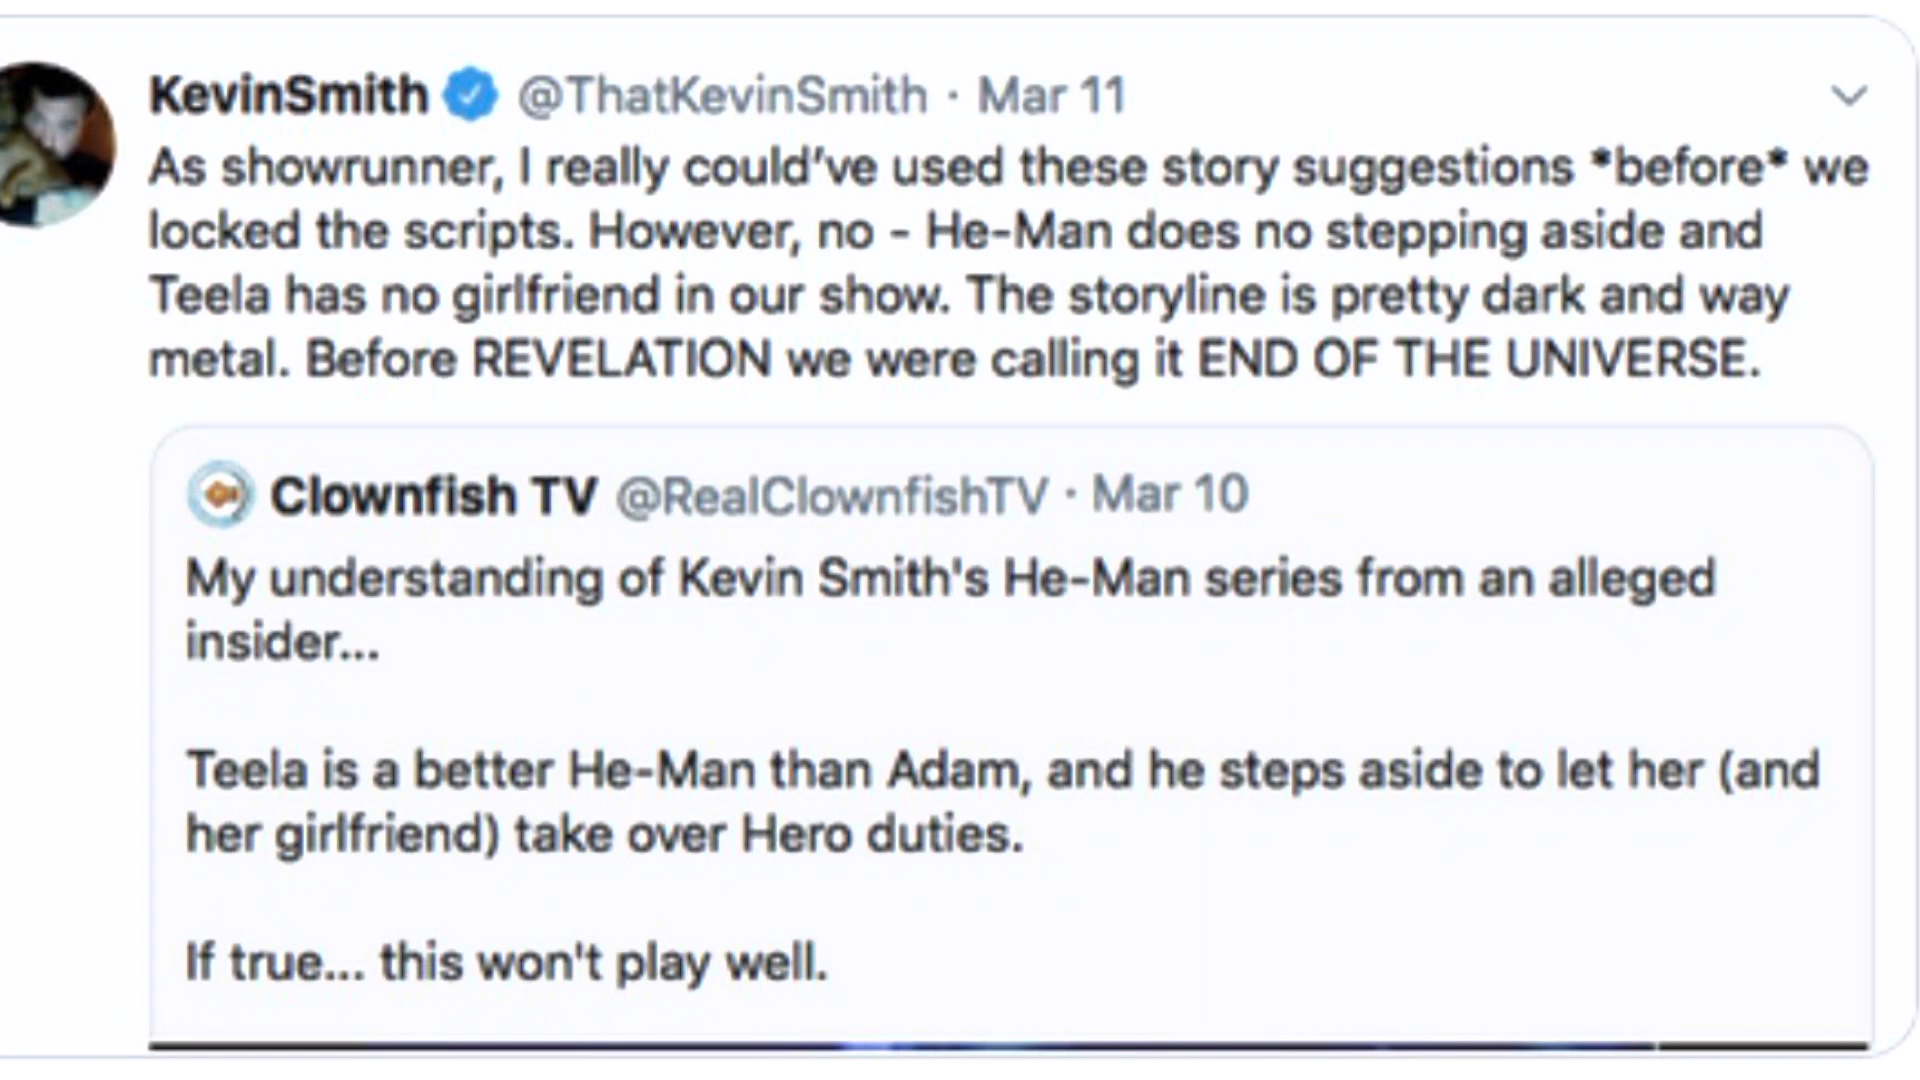 KevinSmith @ThatKevinSmith · Mar 11
As showrunner, I really could've used these story suggestions *before* we
locked the scripts. However, no - He-Man does no stepping aside and
Teela has no girlfriend in our show. The storyline is pretty dark and way
metal. Before REVELATION we were calling it END OF THE UNIVERSE.
Clownfish TV @RealClownfishTV · Mar 10
My understanding of Kevin Smith's He-Man series from an alleged
insider...
Teela is a better He-Man than Adam, and he steps aside to let her (and
her girlfriend) take over Hero duties.
If true... this won't play well.